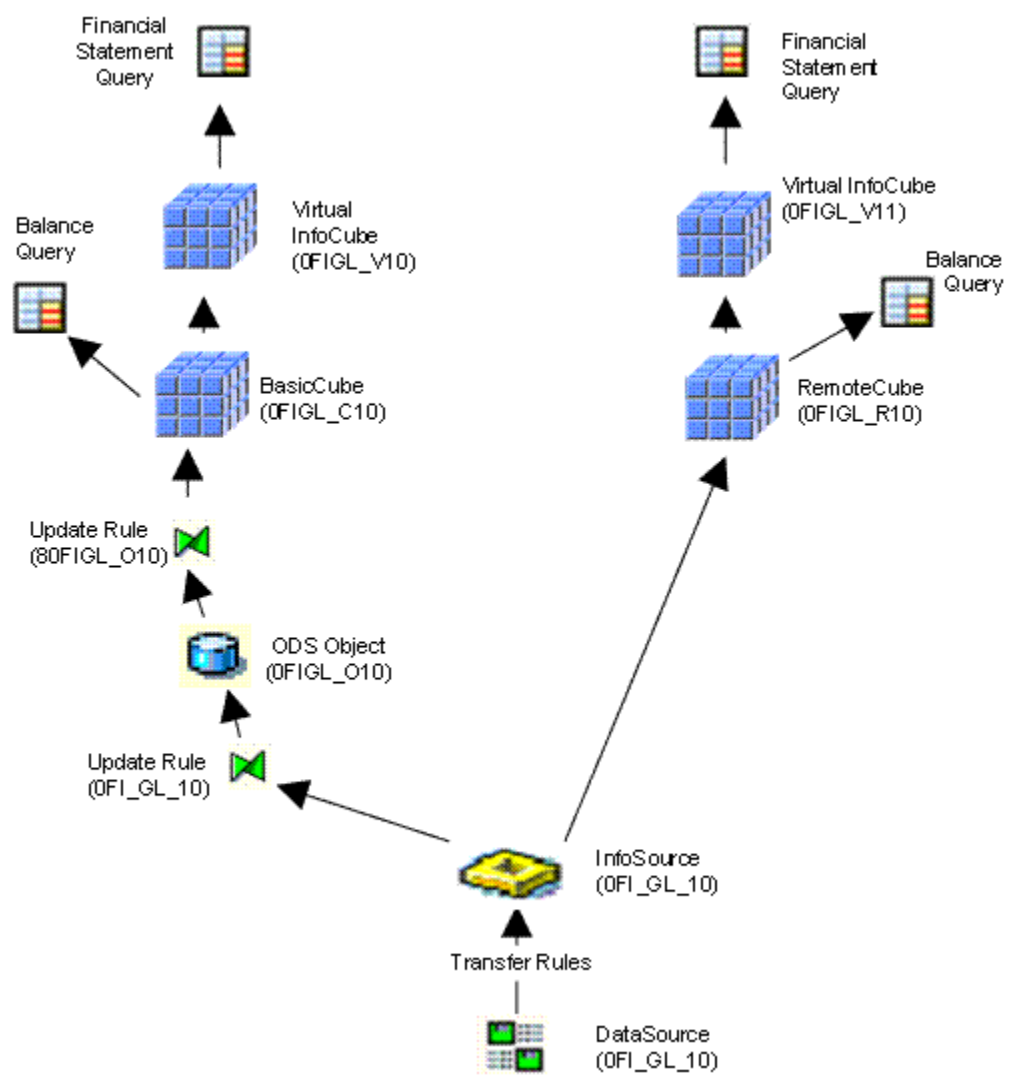 Financial
Statement
Query
Financial
Statement
Query
Virtual InfoCube
(0FIGL_V11)
Virtual
InfoCube
(0FIGL_V10)
Balance
Query
Balance
Query
BasicCube
(0FIGL_C10)
RemoteCube
(0FIGL_R10)
Update Rule
(80FIGL_O10)
ODS Object
(0FIGL_O10)
Update Rule
(0FI_GL_10)
InfoSource
(0FI_GL_10)
Transfer Rules
DataSource
(0FI_GL_10)